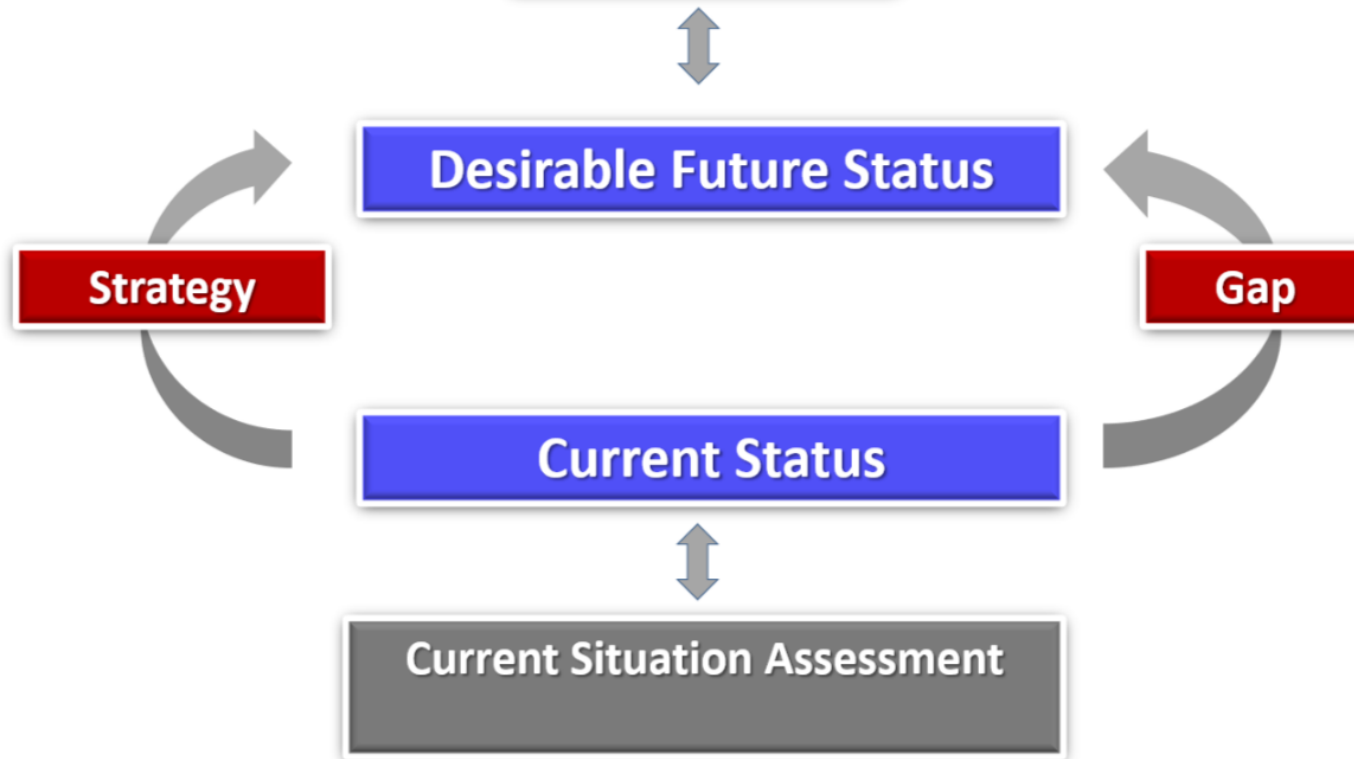 Desirable Future Status
Strategy
Gap
Current Status
Current Situation Assessment